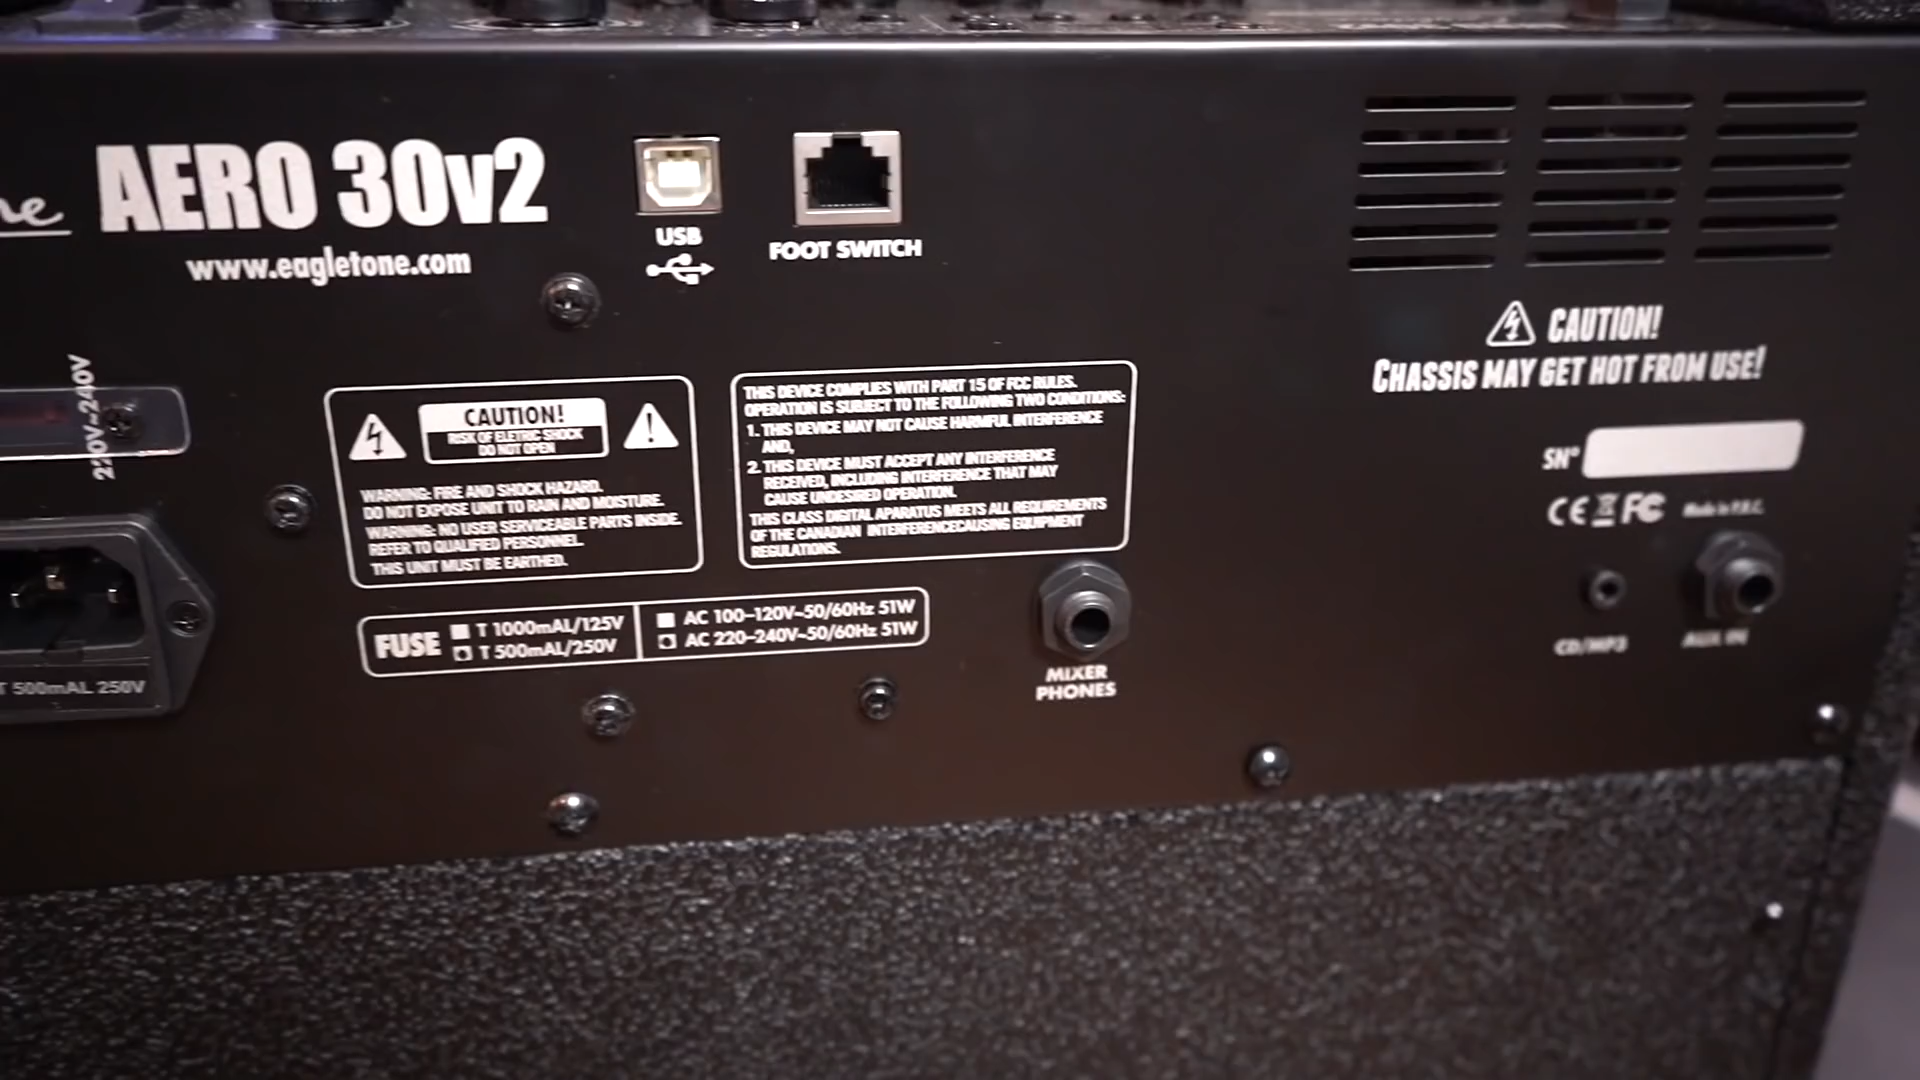 AERO 30v2
www.eagletone.com
USB
FOOT SWITCH
220V-240V
CAUTION!
RISK OF ELETRIC SHOCK
DO NOT OPEN
WARNING: FIRE AND SHOCK HAZARD.
DO NOT EXPOSE UNIT TO RAIN AND MOISTURE.
WARNING: NO USER SERVICEABLE PARTS INSIDE.
REFER TO QUALIFIED PERSONNEL.
THIS UNIT MUST BE EARTHED.
THIS DEVICE COMPLIES WITH PART 15 OF FCC RULES.
OPERATION IS SUBJECT TO THE FOLLOWING TWO CONDITIONS:
1. THIS DEVICE MAY NOT CAUSE HARMFUL INTERFERENCE
AND,
2. THIS DEVICE MUST ACCEPT ANY INTERFERENCE
RECEIVED, INCLUDING INTERFERENCE THAT MAY
CAUSE UNDESIRED OPERATION.
THIS CLASS DIGITAL APARATUS MEETS ALL REQUIREMENTS
OF THE CANADIAN INTERFERENCECAUSING EQUIPMENT
REGULATIONS.
CAUTION!
CHASSIS MAY GET HOT FROM USE!
SN°
CE FC Made in P.R.C.
CD/MP3
AUX IN
FUSE
T 1000mAL/125V
T 500mAL/250V
AC 100-120V~50/60Hz 51W
AC 220-240V~50/60Hz 51W
MIXER
PHONES
T 500mAL 250V